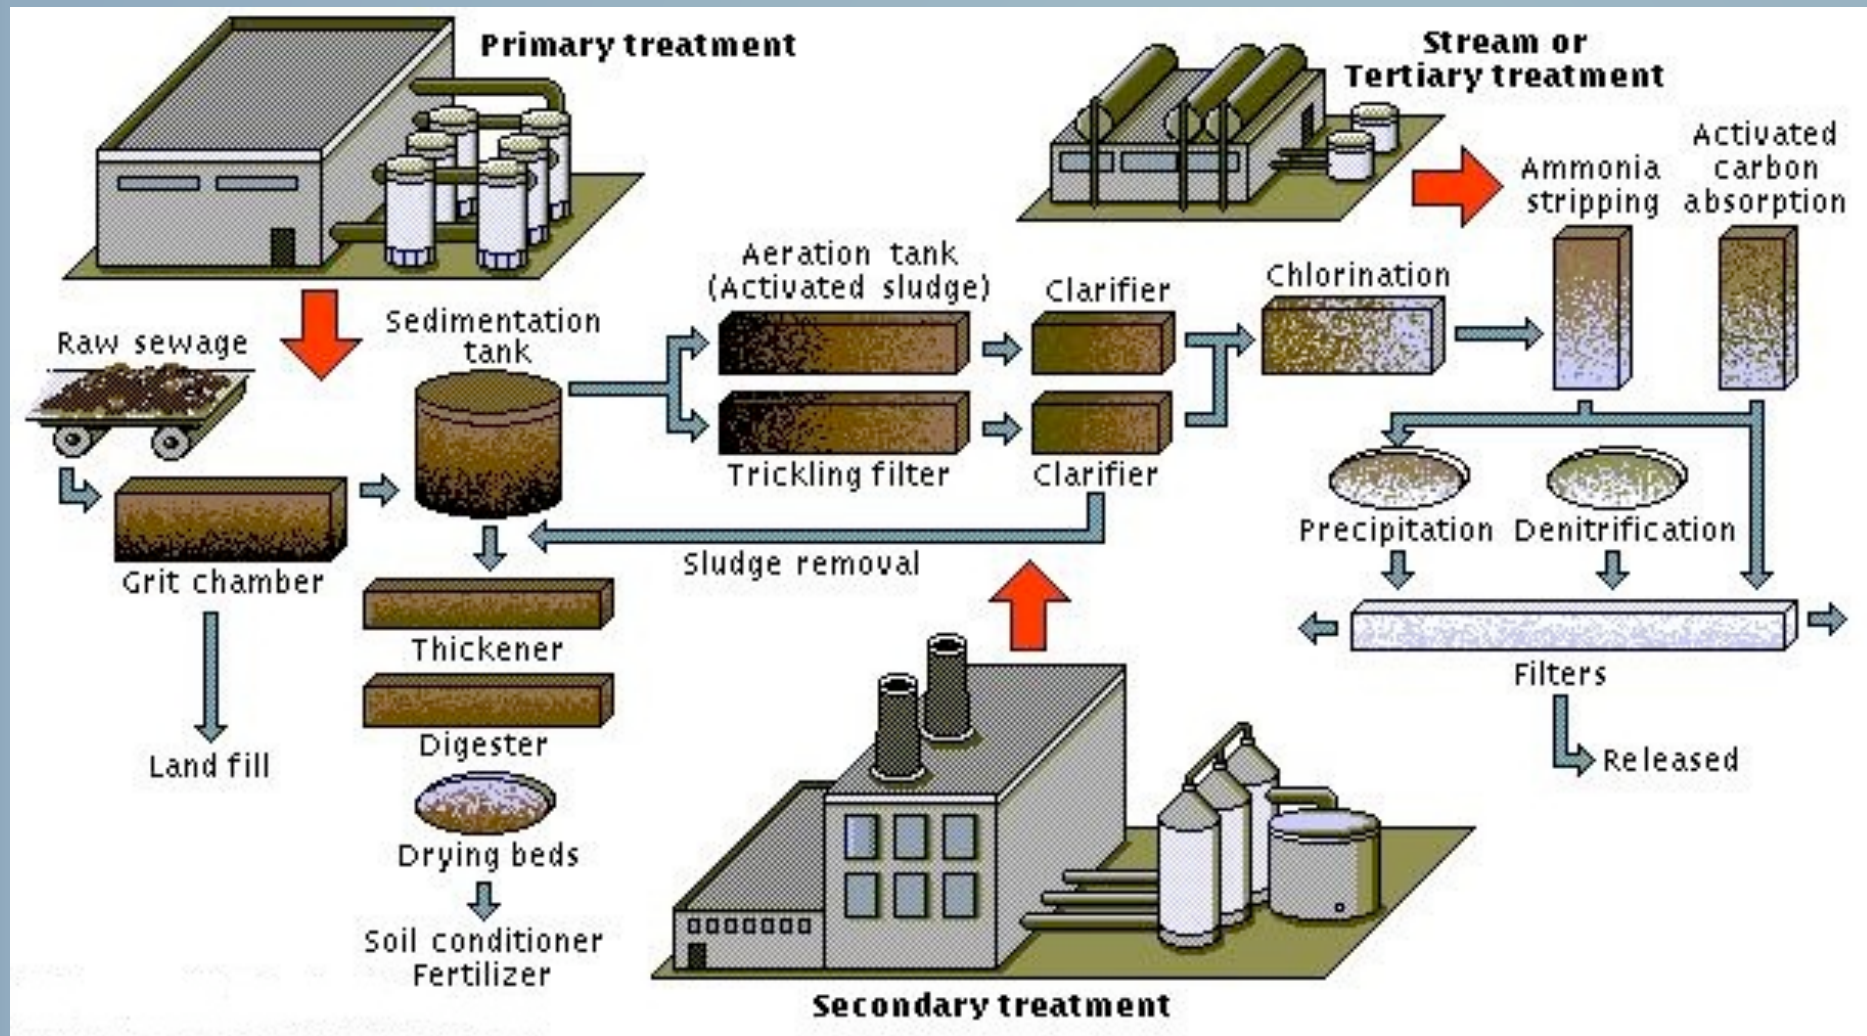 Primary treatment
Stream or
Tertiary treatment
Activated
carbon
absorption
Ammonia
stripping
Aeration tank
(Activated sludge)
Clarifier
Chlorination
Sedimentation
tank
Raw sewage
Trickling filter
Clarifier
Precipitation
Denitrification
Sludge removal
Grit chamber
Thickener
Filters
Digester
Land fill
Released
Drying beds
Soil conditioner
Fertilizer
Secondary treatment